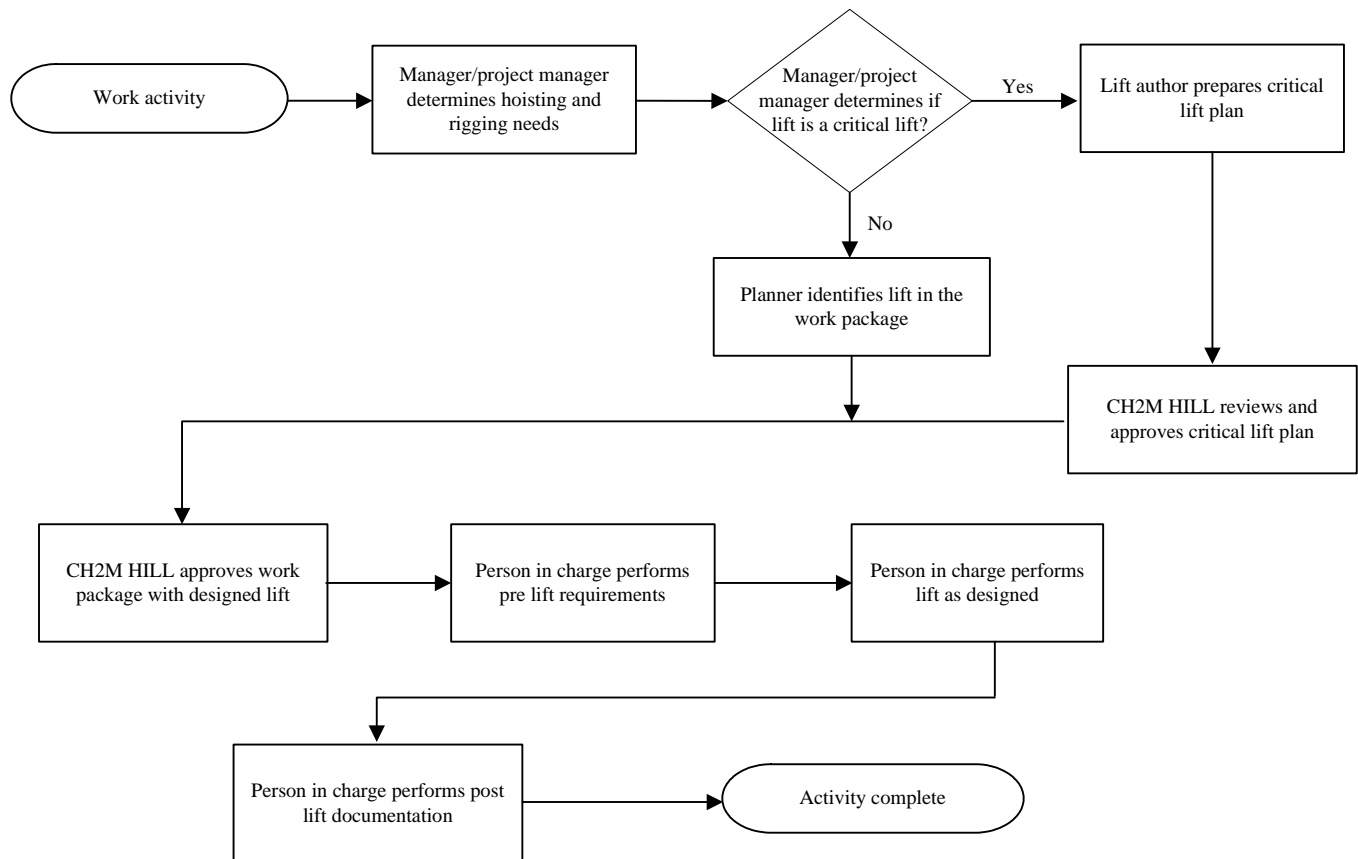 Work activity
Manager/project manager
determines hoisting and
rigging needs
Manager/project
manager determines if
lift is a critical lift?
Yes
Lift author prepares critical
lift plan
No
Planner identifies lift in the
work package
CH2M HILL reviews and
approves critical lift plan
CH2M HILL approves work
package with designed lift
Person in charge performs
pre lift requirements
Person in charge performs
lift as designed
Person in charge performs post
lift documentation
Activity complete